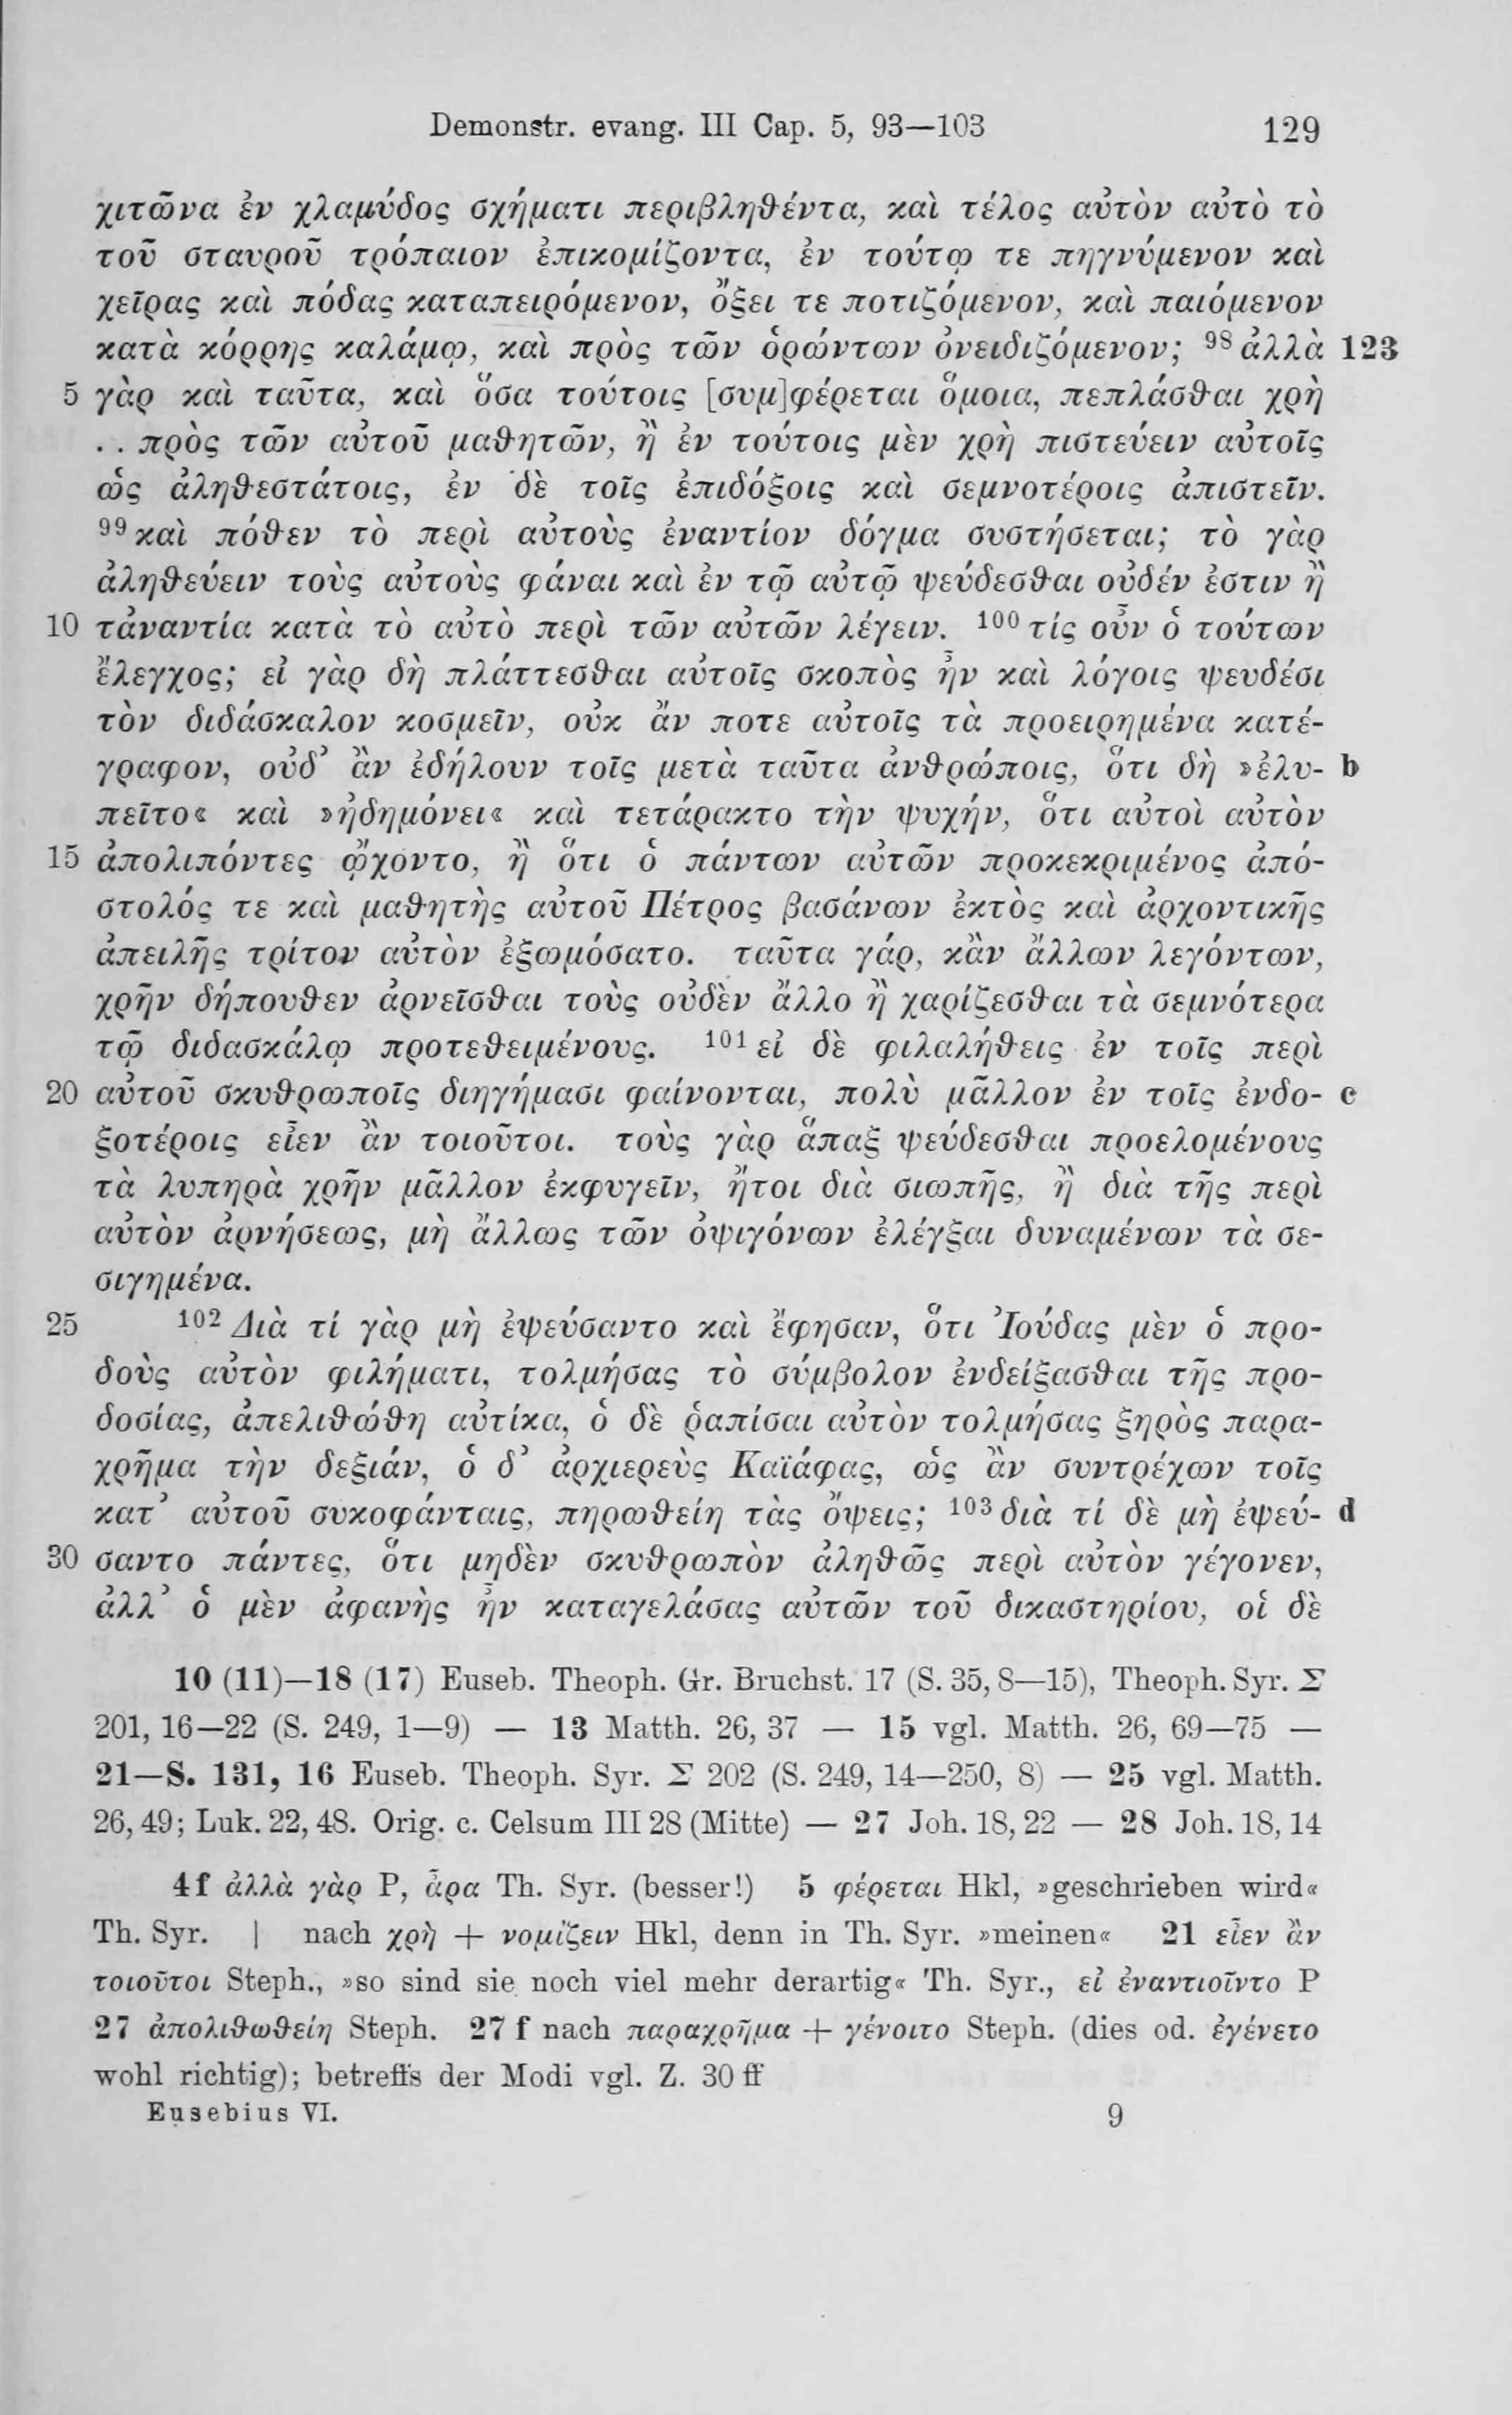 Demonstr. evang. III Cap. 5, 93—103 129
χιτῶνα ἐν χλαμύδος σχήματι περιβληθέντα, καὶ τέλος αὐτὸν αὐτὸ τὸ
τοῦ σταυροῦ τρόπαιον ἐπικομίζοντα, ἐν τούτῳ τε πηγνύμενον καὶ
χεῖρας καὶ πόδας καταπειρόμενον, ὄξει τε ποτιζόμενον, καὶ παιόμενον
κατὰ κόρρης καλάμῳ, καὶ πρὸς τῶν ὁρώντων ὀνειδιζόμενον; ⁹⁸ ἀλλὰ 123
5 γὰρ καὶ ταῦτα, καὶ ὅσα τούτοις [συμ]φέρεται ὅμοια, πεπλάσθαι χρὴ
. . πρὸς τῶν αὐτοῦ μαθητῶν, ἢ ἐν τούτοις μὲν χρὴ πιστεύειν αὐτοῖς
ὡς ἀληθεστάτοις, ἐν δὲ τοῖς ἐπιδόξοις καὶ σεμνοτέροις ἀπιστεῖν.
⁹⁹ καὶ πόθεν τὸ περὶ αὐτοὺς ἐναντίον δόγμα συστήσεται; τὸ γὰρ
ἀληθεύειν τοὺς αὐτοὺς φάναι καὶ ἐν τῷ αὐτῷ ψεύδεσθαι οὐδέν ἐστιν ἢ
10 τἀναντία κατὰ τὸ αὐτὸ περὶ τῶν αὐτῶν λέγειν. ¹⁰⁰ τίς οὖν ὁ τούτων
ἔλεγχος; εἰ γὰρ δὴ πλάττεσθαι αὐτοῖς σκοπὸς ἦν καὶ λόγοις ψευδέσι
τὸν διδάσκαλον κοσμεῖν, οὐκ ἄν ποτε αὐτοῖς τὰ προειρημένα κατέ-
γραφον, οὐδ’ ἂν ἐδήλουν τοῖς μετὰ ταῦτα ἀνθρώποις, ὅτι δὴ »ἐλυ- b
πεῖτο« καὶ »ἠδημόνει« καὶ τετάρακτο τὴν ψυχήν, ὅτι αὐτοὶ αὐτὸν
15 ἀπολιπόντες ᾤχοντο, ἢ ὅτι ὁ πάντων αὐτῶν προκεκριμένος ἀπό-
στολός τε καὶ μαθητὴς αὐτοῦ Πέτρος βασάνων ἐκτὸς καὶ ἀρχοντικῆς
ἀπειλῆς τρίτον αὐτὸν ἐξωμόσατο. ταῦτα γάρ, κἂν ἄλλων λεγόντων,
χρῆν δήπουθεν ἀρνεῖσθαι τοὺς οὐδὲν ἄλλο ἢ χαρίζεσθαι τὰ σεμνότερα
τῷ διδασκάλῳ προτεθειμένους. ¹⁰¹ εἰ δὲ φιλαλήθεις ἐν τοῖς περὶ
20 αὐτοῦ σκυθρωποῖς διηγήμασι φαίνονται, πολὺ μᾶλλον ἐν τοῖς ἐνδο- c
ξοτέροις εἶεν ἂν τοιοῦτοι. τοὺς γὰρ ἅπαξ ψεύδεσθαι προελομένους
τὰ λυπηρὰ χρῆν μᾶλλον ἐκφυγεῖν, ἤτοι διὰ σιωπῆς, ἢ διὰ τῆς περὶ
αὐτὸν ἀρνήσεως, μὴ ἄλλως τῶν ὀψιγόνων ἐλέγξαι δυναμένων τὰ σε-
σιγημένα.
25 ¹⁰² Διὰ τί γὰρ μὴ ἐψεύσαντο καὶ ἔφησαν, ὅτι Ἰούδας μὲν ὁ προ-
δοὺς αὐτὸν φιλήματι, τολμήσας τὸ σύμβολον ἐνδείξασθαι τῆς προ-
δοσίας, ἀπελιθώθη αὐτίκα, ὁ δὲ ῥαπίσαι αὐτὸν τολμήσας ξηρὸς παρα-
χρῆμα τὴν δεξιάν, ὁ δ’ ἀρχιερεὺς Καϊάφας, ὡς ἂν συντρέχων τοῖς
κατ’ αὐτοῦ συκοφάνταις, πηρωθείη τὰς ὄψεις; ¹⁰³ διὰ τί δὲ μὴ ἐψεύ- d
30 σαντο πάντες, ὅτι μηδὲν σκυθρωπὸν ἀληθῶς περὶ αὐτὸν γέγονεν,
ἀλλ’ ὁ μὲν ἀφανὴς ἦν καταγελάσας αὐτῶν τοῦ δικαστηρίου, οἱ δὲ
10 (11)—18 (17) Euseb. Theoph. Gr. Bruchst. 17 (S. 35, 8—15), Theoph. Syr. Σ
201, 16—22 (S. 249, 1—9) — 13 Matth. 26, 37 — 15 vgl. Matth. 26, 69—75 —
21—S. 131, 16 Euseb. Theoph. Syr. Σ 202 (S. 249, 14—250, 8) — 25 vgl. Matth.
26, 49; Luk. 22, 48. Orig. c. Celsum III 28 (Mitte) — 27 Joh. 18, 22 — 28 Joh. 18, 14
4 f ἀλλὰ γὰρ P, ἆρα Th. Syr. (besser!) 5 φέρεται Hkl, »geschrieben wird«
Th. Syr. | nach χρὴ + νομίζειν Hkl, denn in Th. Syr. »meinen« 21 εἶεν ἂν
τοιοῦτοι Steph., »so sind sie noch viel mehr derartig« Th. Syr., εἰ ἐναντιοῖντο P
27 ἀπολιθωθείη Steph. 27 f nach παραχρῆμα + γένοιτο Steph. (dies od. ἐγένετο
wohl richtig); betreffs der Modi vgl. Z. 30 ff
Eusebius VI. 9